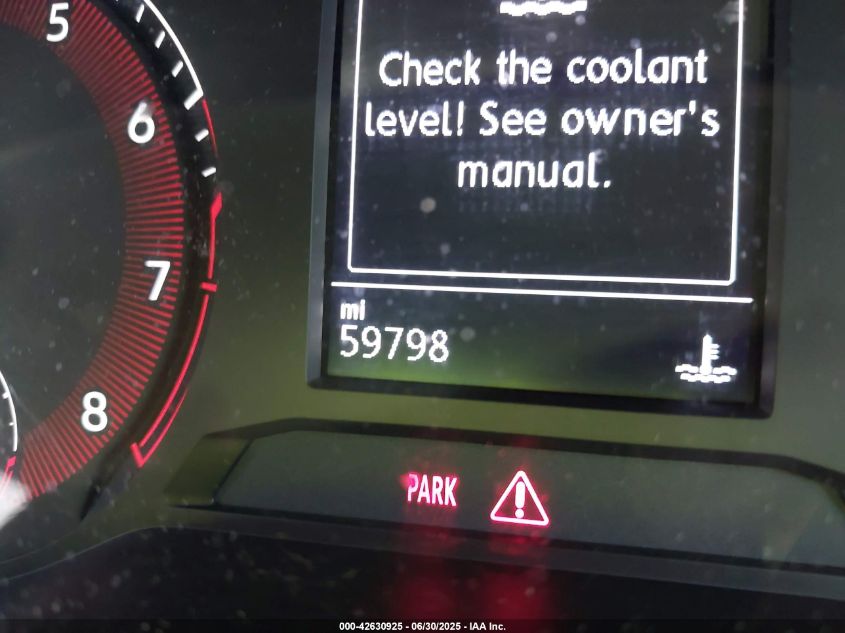 5
6
7
8
Check the coolant
level! See owner's
manual.
mi
59798
PARK
000-42630925 - 06/30/2025 - IAA Inc.